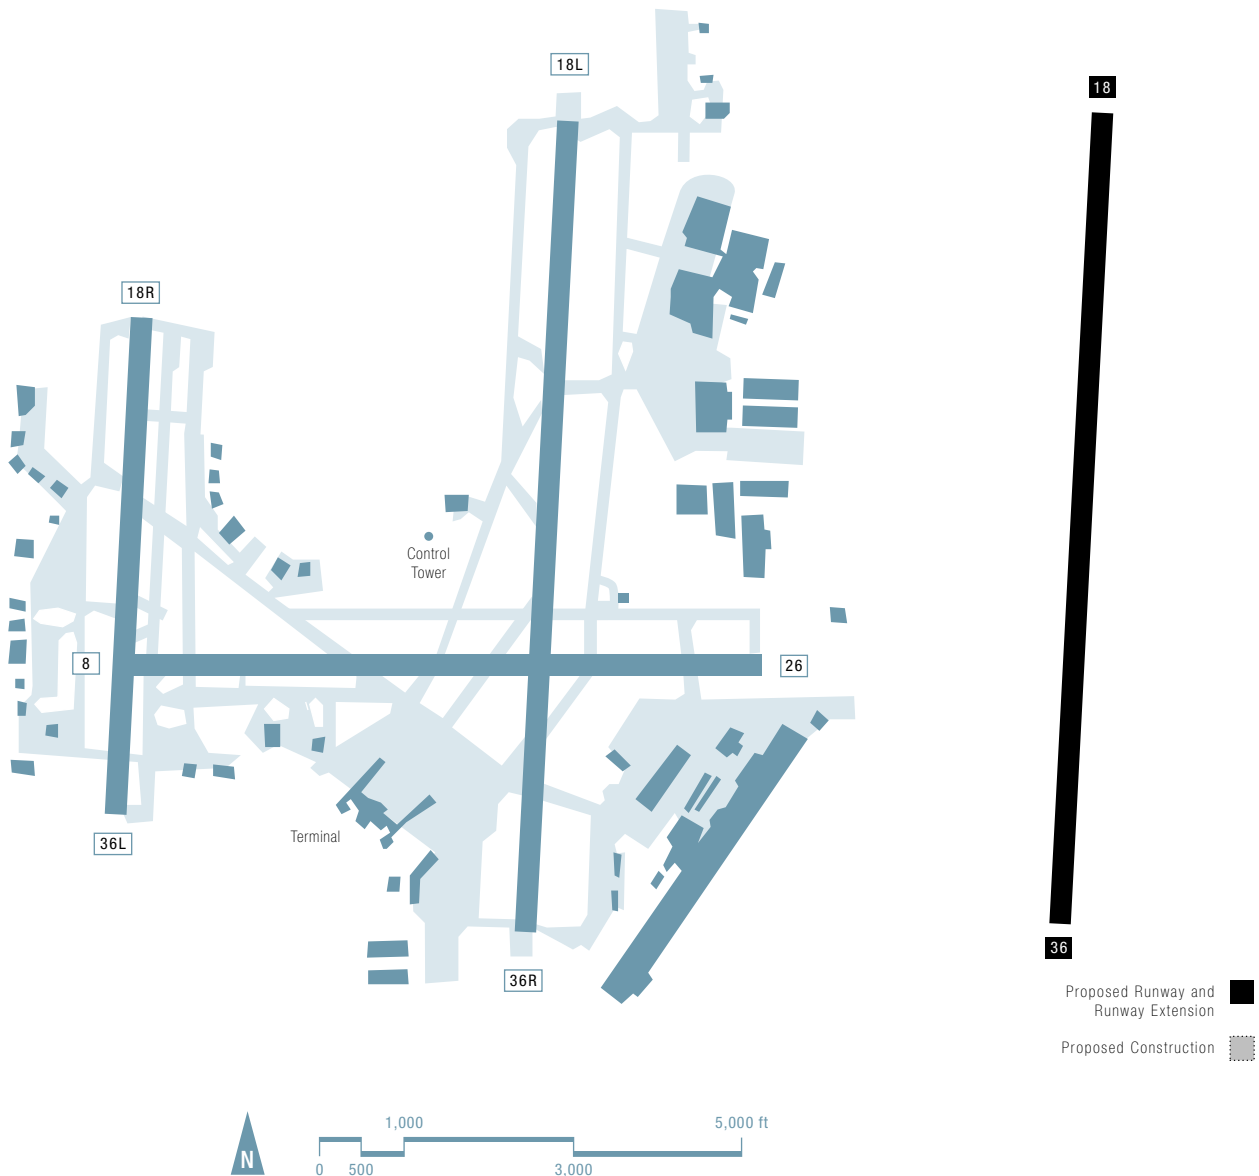 18L
18
18R
Control
Tower
8
26
Terminal
36L
36R
36
Proposed Runway and
Runway Extension
Proposed Construction
1,000
5,000 ft
N
0
500
3,000